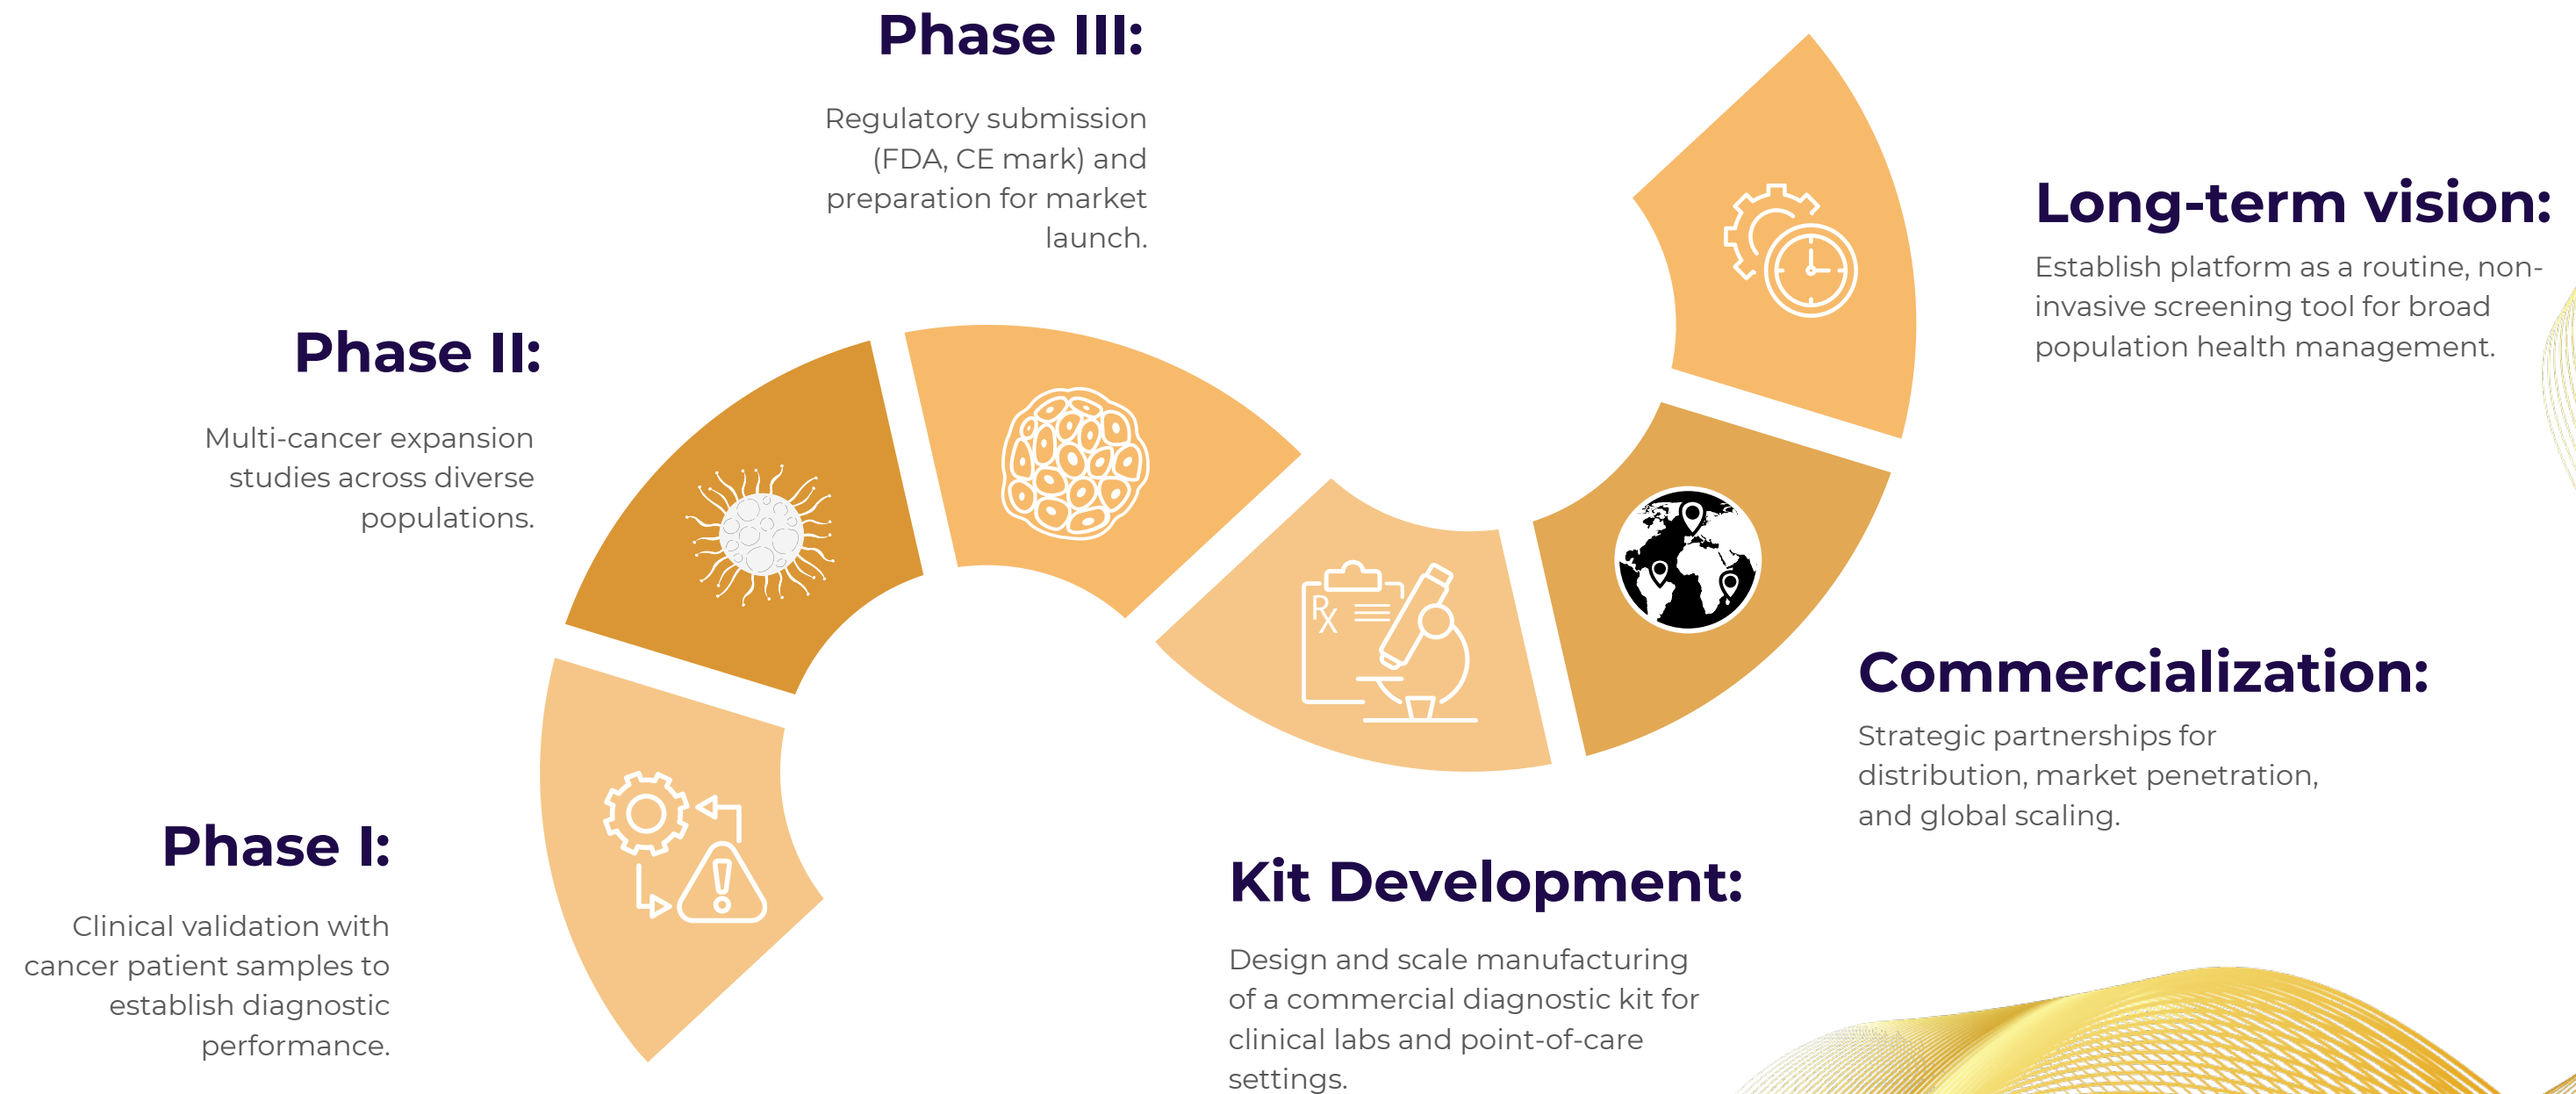 Phase I:
Clinical validation with
cancer patient samples to
establish diagnostic
performance.
Phase II:
Multi-cancer expansion
studies across diverse
populations.
Phase III:
Regulatory submission
(FDA, CE mark) and
preparation for market
launch.
Rx
Kit Development:
Design and scale manufacturing
of a commercial diagnostic kit for
clinical labs and point-of-care
settings.
Commercialization:
Strategic partnerships for
distribution, market penetration,
and global scaling.
Long-term vision:
Establish platform as a routine, non-
invasive screening tool for broad
population health management.